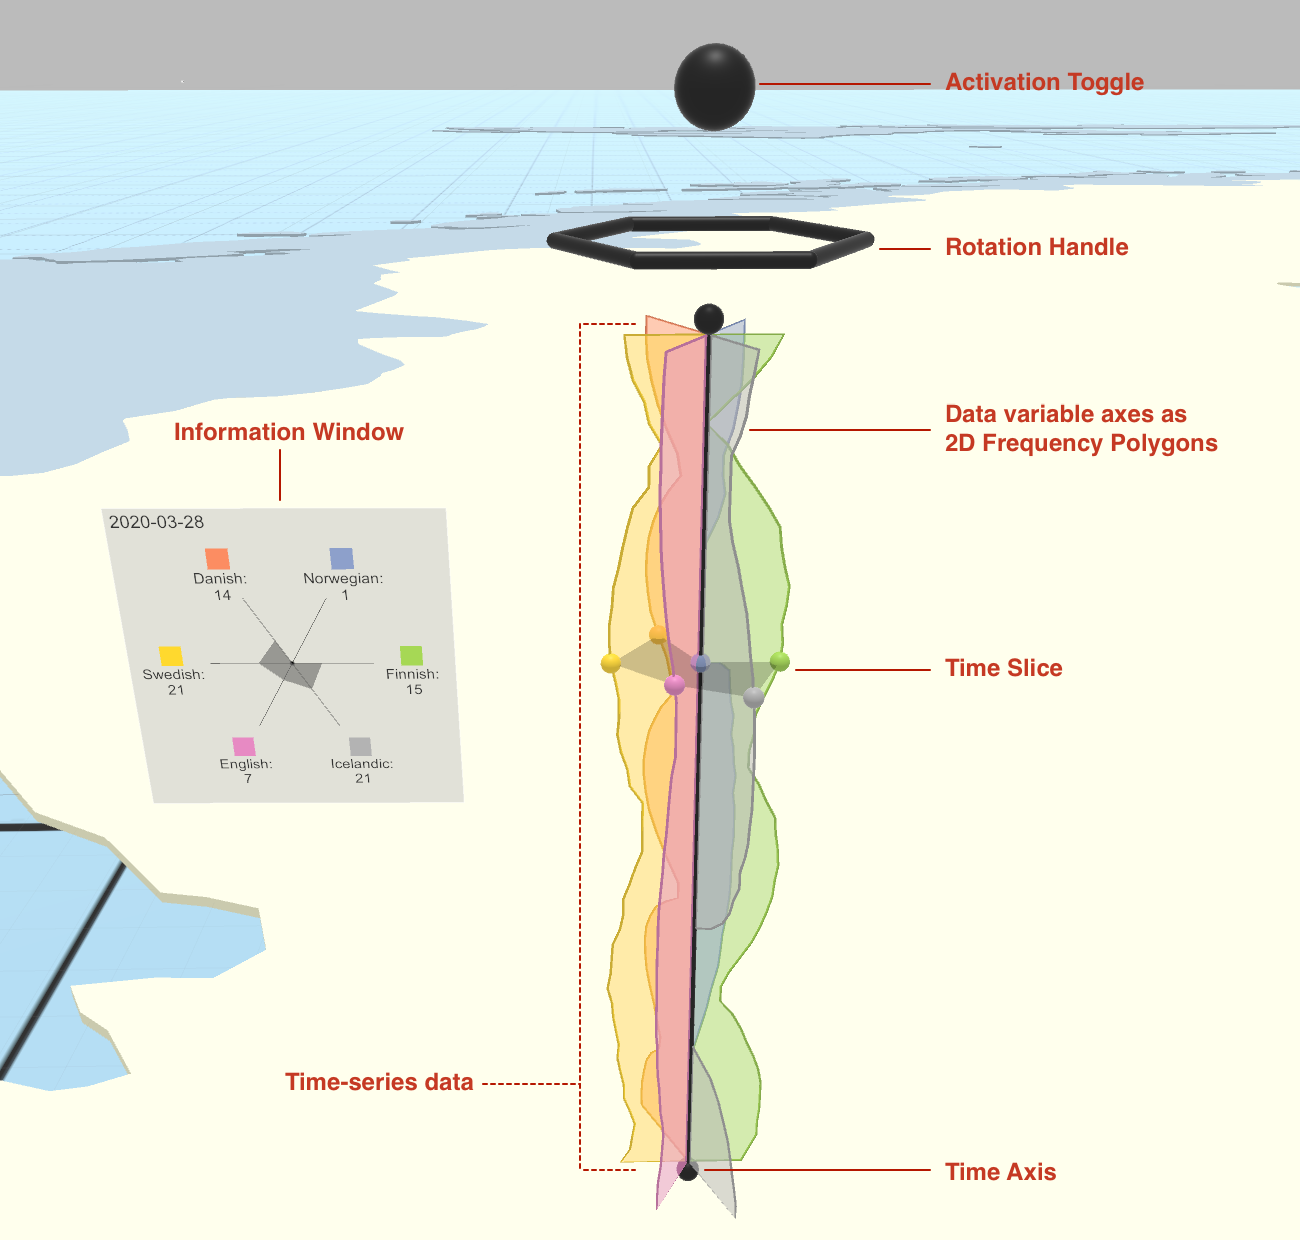 Activation Toggle
Rotation Handle
Data variable axes as
2D Frequency Polygons
Information Window
2020-03-28
Danish:
14
Norwegian:
1
Swedish:
21
Finnish:
15
English:
7
Icelandic:
21
Time Slice
Time-series data
Time Axis